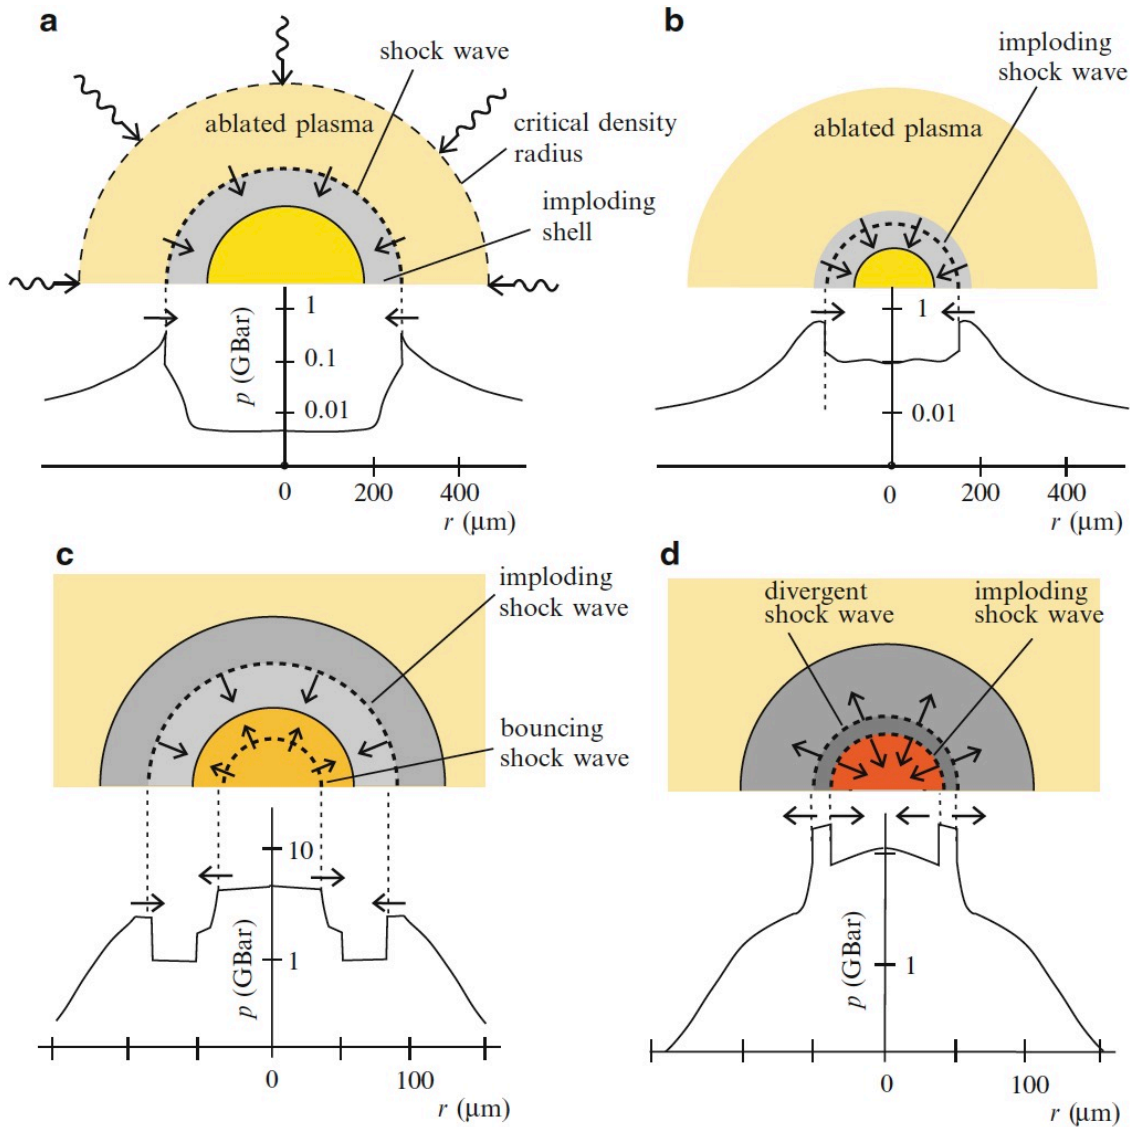 a
shock wave
ablated plasma
critical density
radius
imploding
shell
p (GBar)
1
0.1
0.01
0
200
400
r (μm)
b
imploding
shock wave
ablated plasma
1
0.01
0
200
400
r (μm)
c
imploding
shock wave
bouncing
shock wave
10
p (GBar)
1
0
100
r (μm)
d
divergent
shock wave
imploding
shock wave
p (GBar)
1
0
100
r (μm)